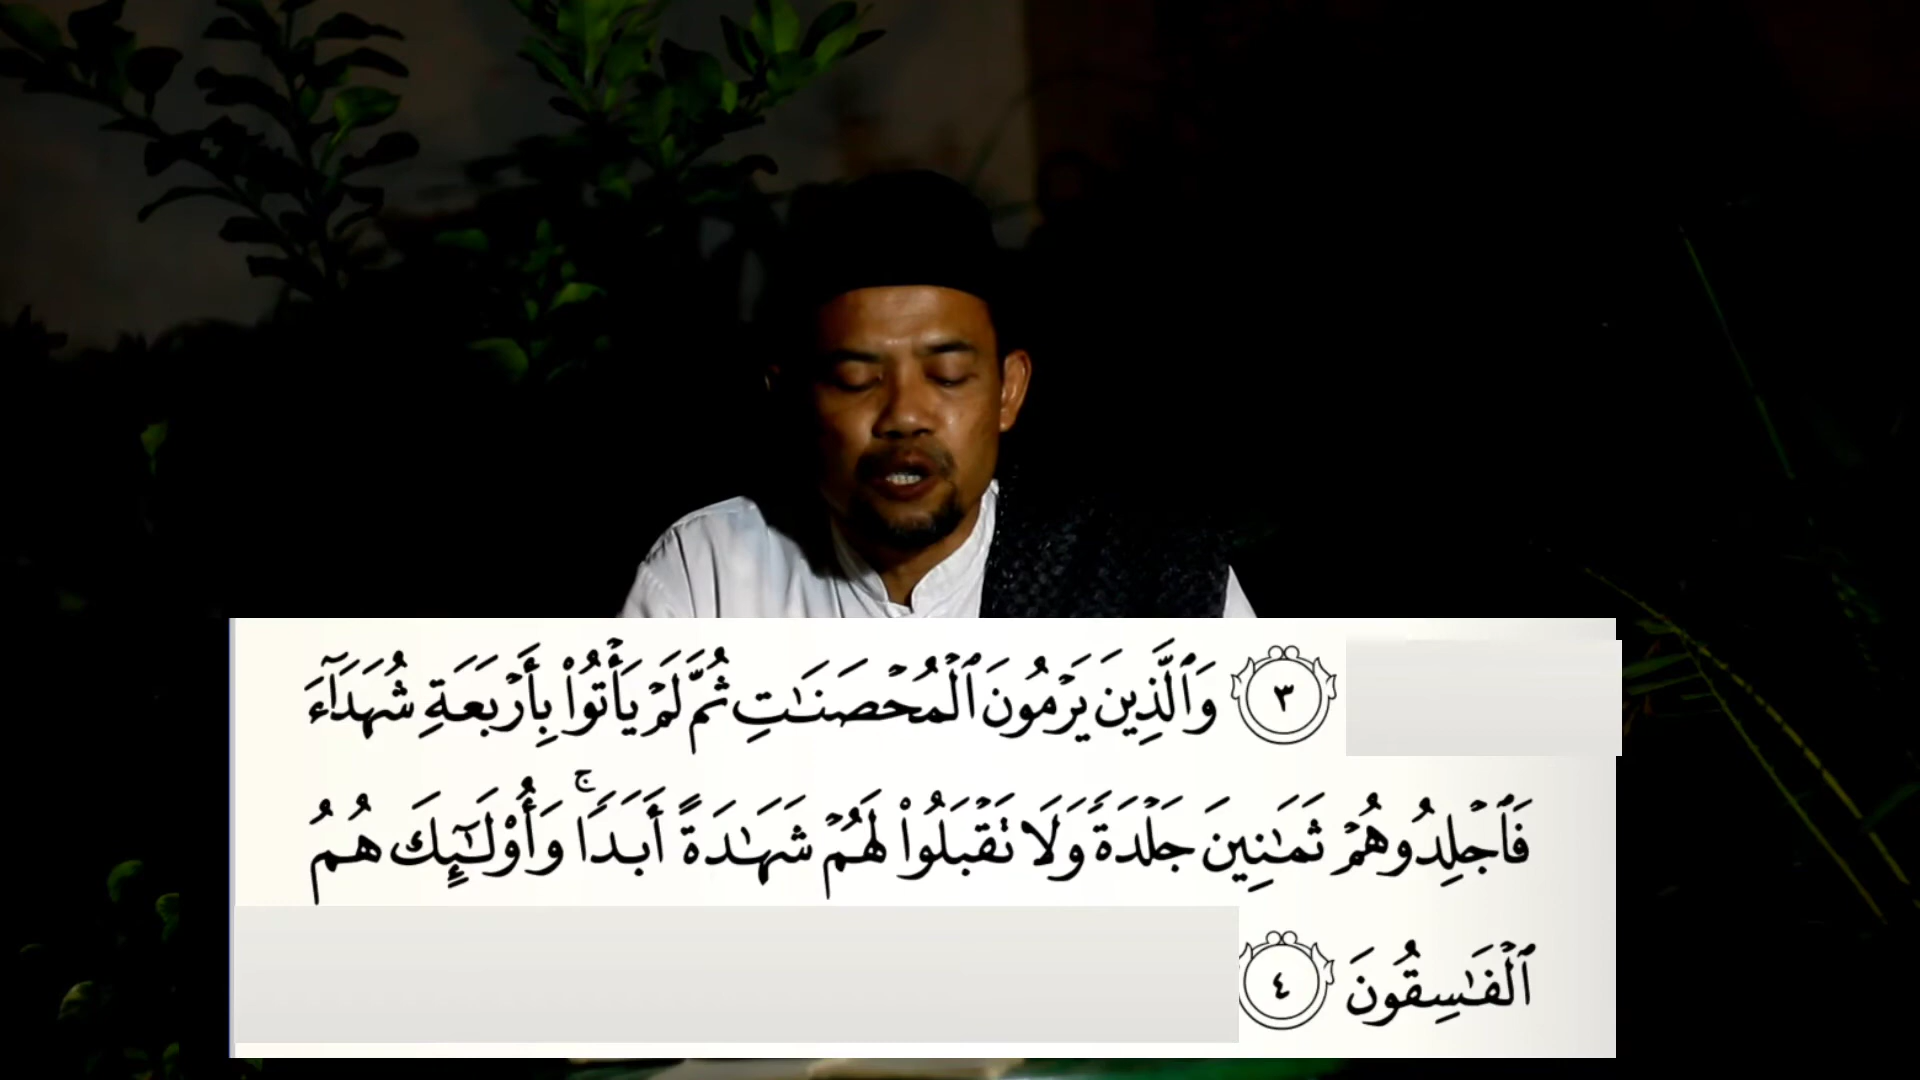 ٣ وَٱلَّذِينَ يَرْمُونَ ٱلْمُحْصَنَٰتِ ثُمَّ لَمْ يَأْتُوا۟ بِأَرْبَعَةِ شُهَدَآءَ
فَٱجْلِدُوهُمْ ثَمَٰنِينَ جَلْدَةً وَلَا تَقْبَلُوا۟ لَهُمْ شَهَٰدَةً أَبَدًا ۚ وَأُو۟لَٰٓئِكَ هُمُ
ٱلْفَٰسِقُونَ ٤